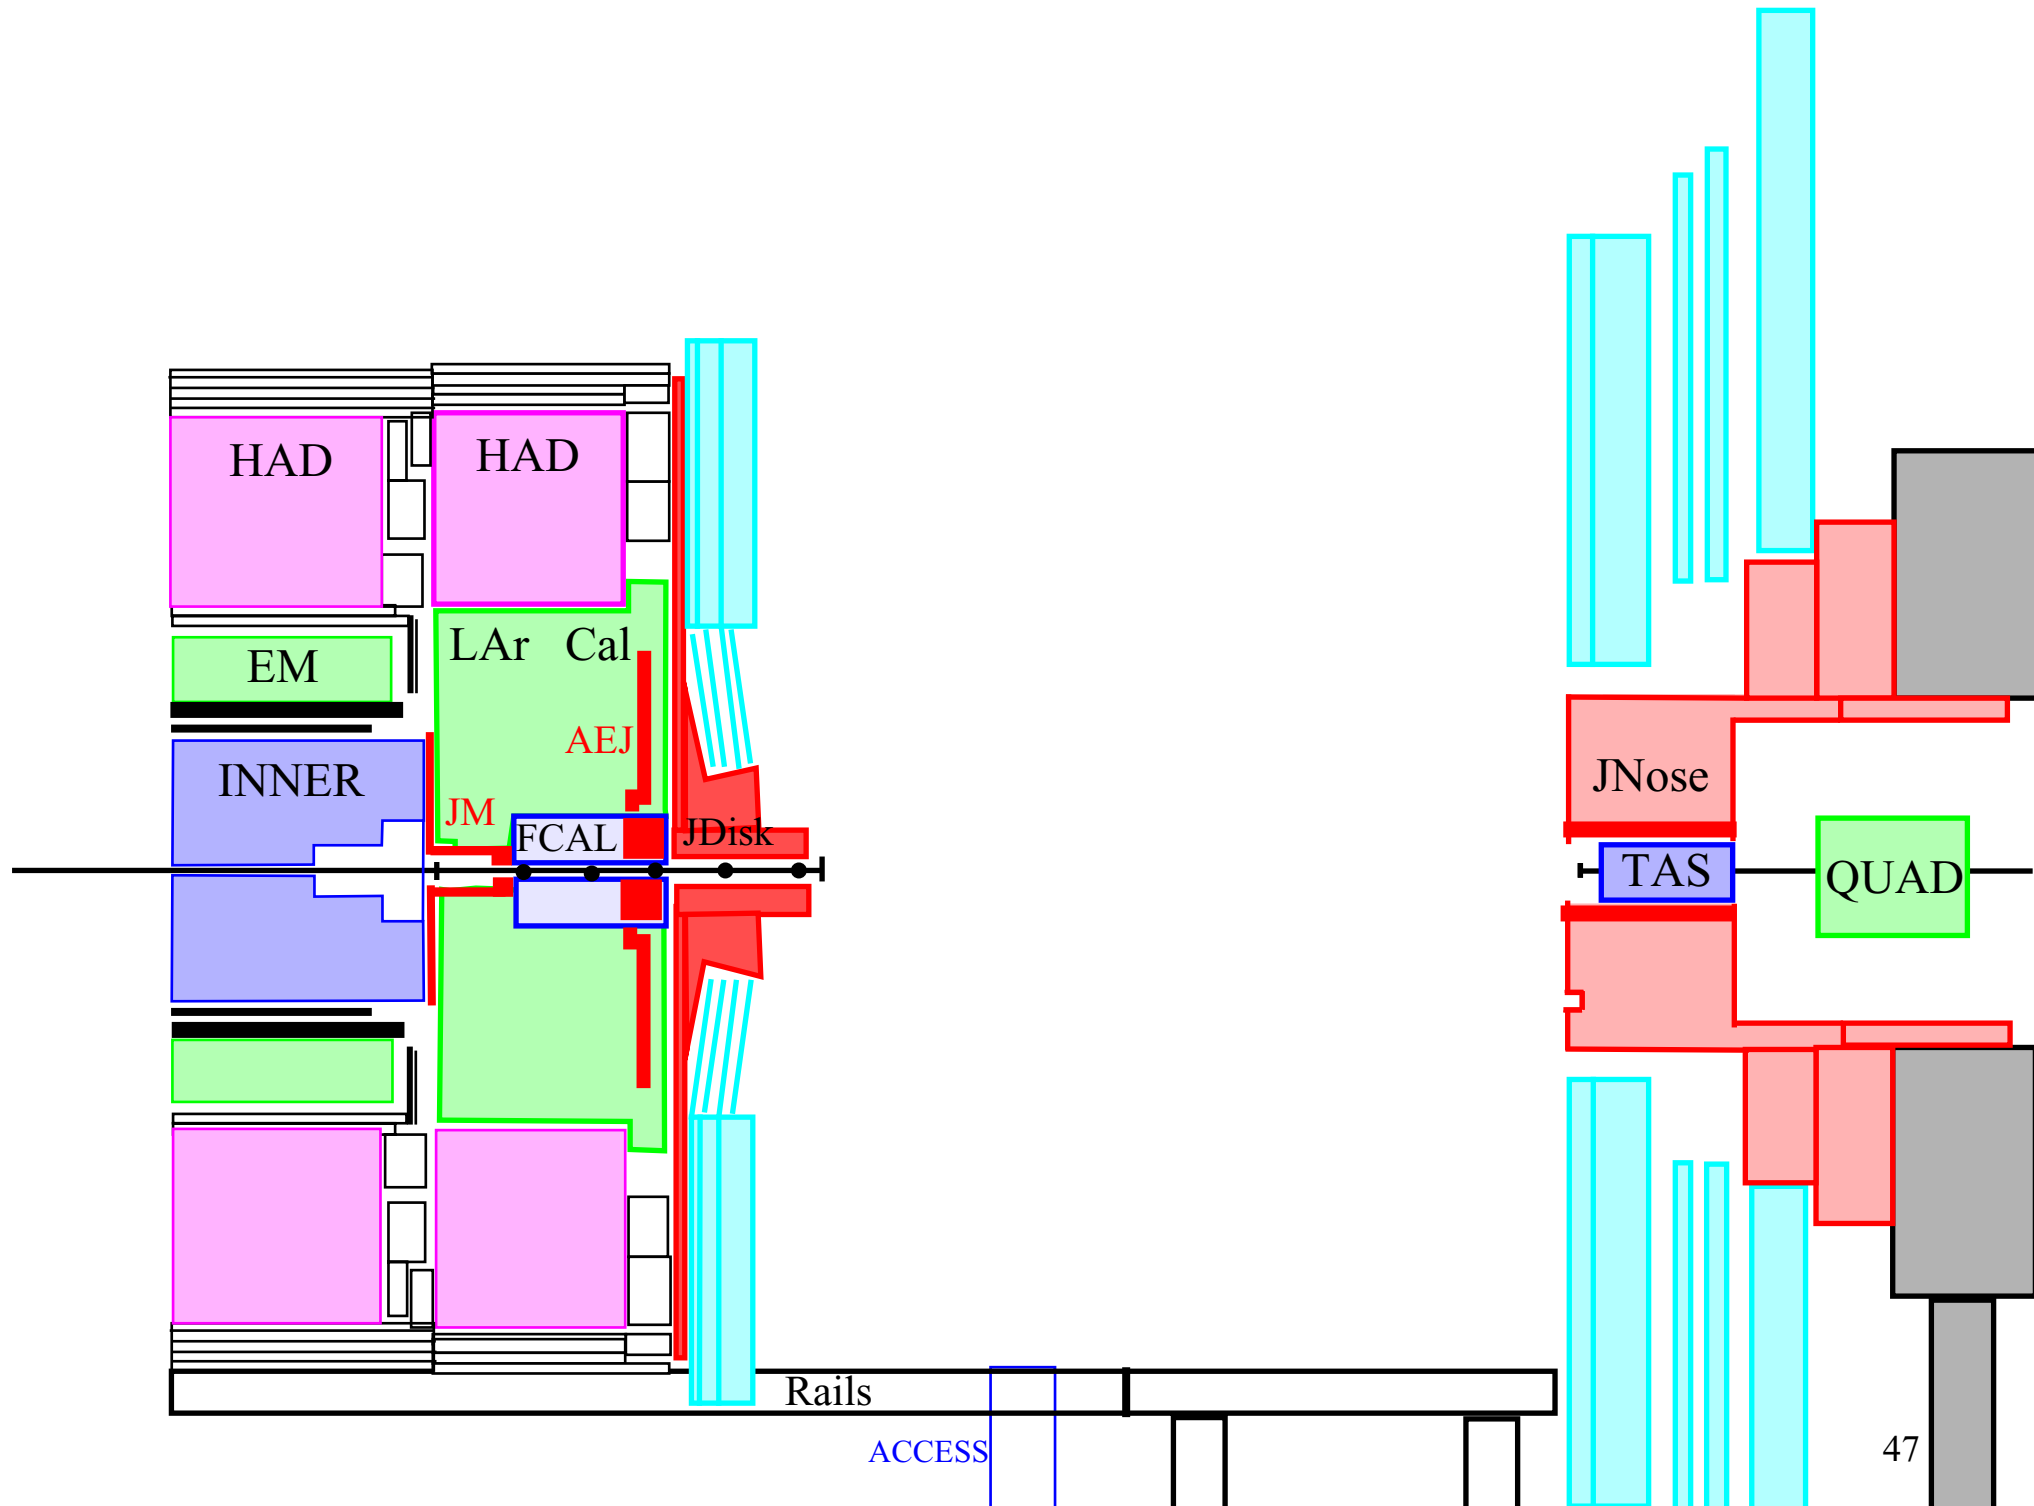 HAD
HAD
LAr Cal
EM
AEJ
INNER
JNose
JM
FCAL
JDisk
TAS
QUAD
Rails
ACCESS
47